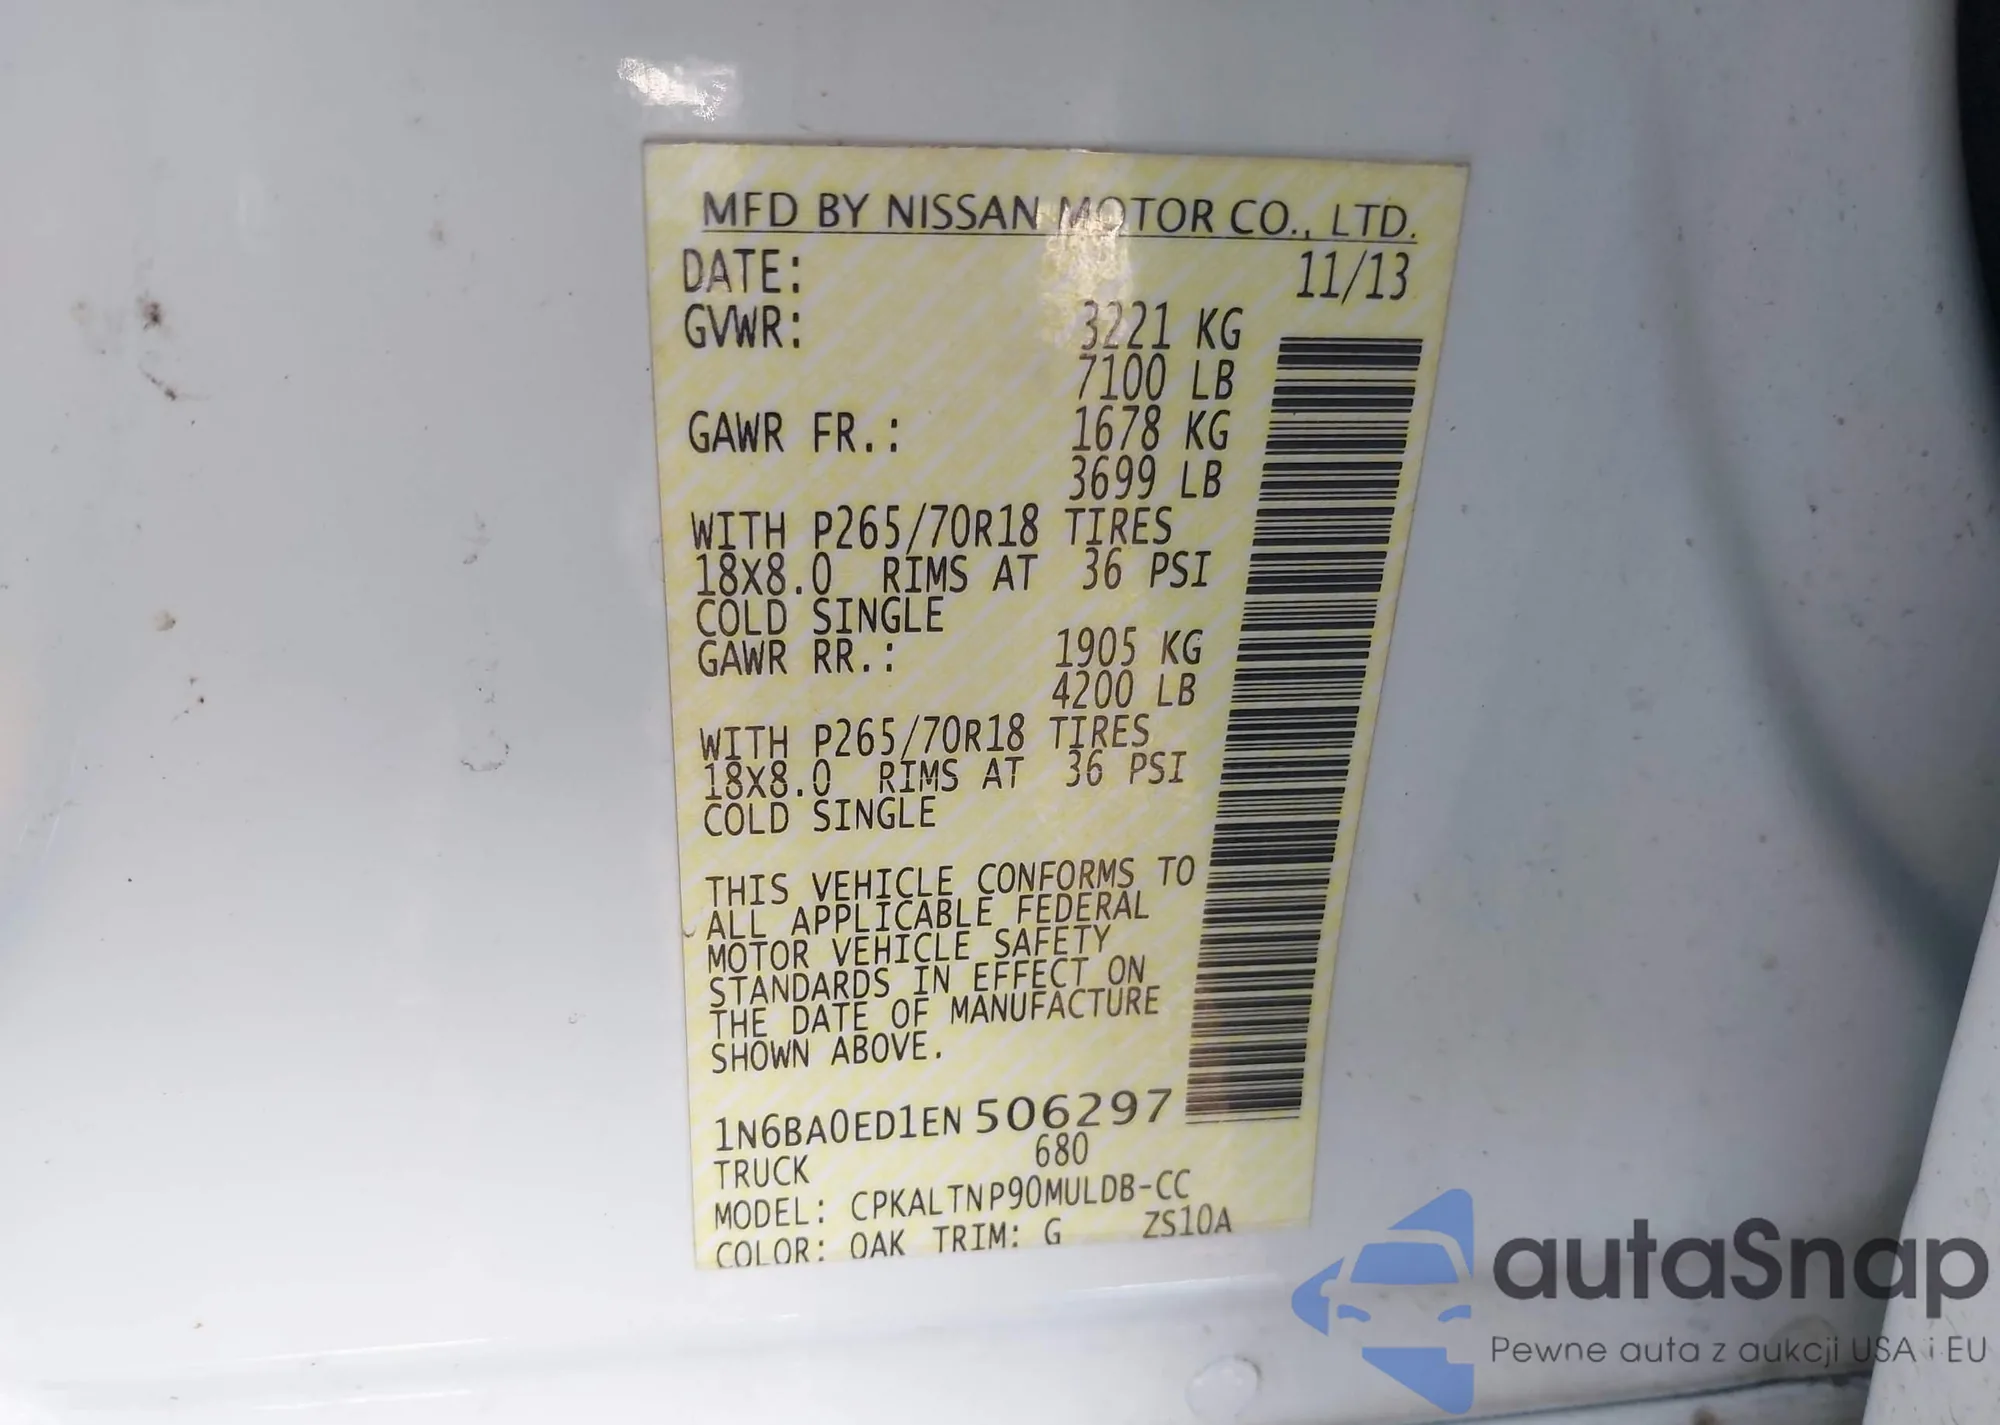 MFD BY NISSAN MOTOR CO., LTD.
DATE: 11/13
GVWR: 3221 KG
7100 LB
GAWR FR.: 1678 KG
3699 LB
WITH P265/70R18 TIRES
18X8.0 RIMS AT 36 PSI
COLD SINGLE
GAWR RR.: 1905 KG
4200 LB
WITH P265/70R18 TIRES
18X8.0 RIMS AT 36 PSI
COLD SINGLE
THIS VEHICLE CONFORMS TO
ALL APPLICABLE FEDERAL
MOTOR VEHICLE SAFETY
STANDARDS IN EFFECT ON
THE DATE OF MANUFACTURE
SHOWN ABOVE.
1N6BA0ED1EN506297
TRUCK 680
MODEL: CPKALTNP90MULDB-CC
COLOR: QAK TRIM: G ZS10A
autaSnap
Pewne auta z aukcji USA i EU